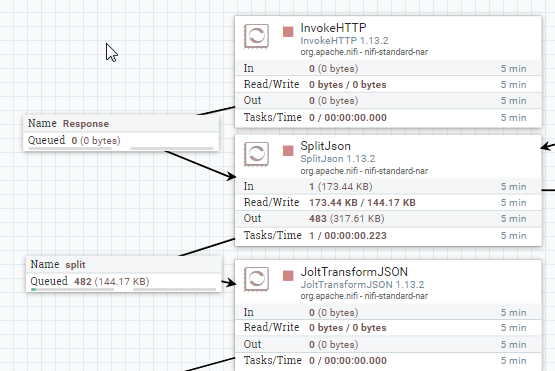 InvokeHTTP
InvokeHTTP 1.13.2
org.apache.nifi - nifi-standard-nar
In 0 (0 bytes) 5 min
Read/Write 0 bytes / 0 bytes 5 min
Out 0 (0 bytes) 5 min
Tasks/Time 0 / 00:00:00.000 5 min
Name Response
Queued 0 (0 bytes)
SplitJson
SplitJson 1.13.2
org.apache.nifi - nifi-standard-nar
In 1 (173.44 KB) 5 min
Read/Write 173.44 KB / 144.17 KB 5 min
Out 483 (317.61 KB) 5 min
Tasks/Time 1 / 00:00:00.223 5 min
Name split
Queued 482 (144.17 KB)
JoltTransformJSON
JoltTransformJSON 1.13.2
org.apache.nifi - nifi-standard-nar
In 0 (0 bytes) 5 min
Read/Write 0 bytes / 0 bytes 5 min
Out 0 (0 bytes) 5 min
Tasks/Time 0 / 00:00:00.000 5 min